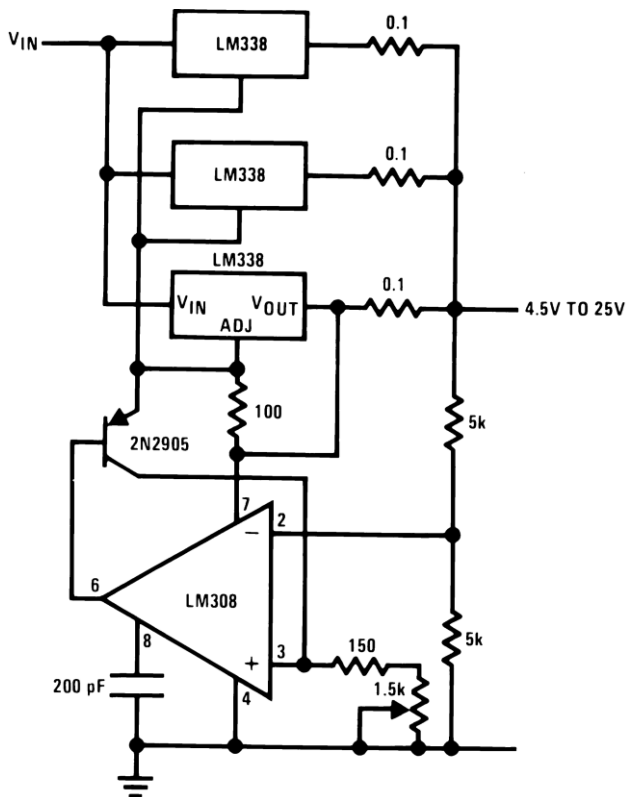 0.1
V_IN
LM338
0.1
LM338
LM338
0.1
V_IN
V_OUT
4.5V TO 25V
ADJ
100
5k
2N2905
7
2
−
6
LM308
5k
8
150
3
+
1.5k
200 pF
4